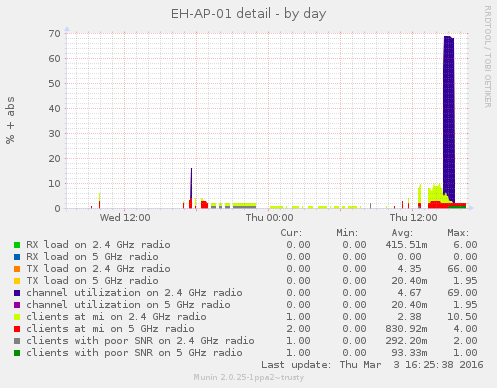 EH-AP-01 detail - by day
RRDTOOL / TOBI OETIKER
% + abs
70
60
50
40
30
20
10
0
Wed 12:00 Thu 00:00 Thu 12:00
Cur: Min: Avg: Max:
RX load on 2.4 GHz radio 0.00 0.00 415.51m 6.00
RX load on 5 GHz radio 0.00 0.00 0.00 0.00
TX load on 2.4 GHz radio 0.00 0.00 4.35 66.00
TX load on 5 GHz radio 0.00 0.00 20.40m 1.95
channel utilization on 2.4 GHz radio 0.00 0.00 4.67 69.00
channel utilization on 5 GHz radio 0.00 0.00 20.40m 1.95
clients at mi on 2.4 GHz radio 1.00 0.00 2.38 10.50
clients at mi on 5 GHz radio 2.00 0.00 830.92m 4.00
clients with poor SNR on 2.4 GHz radio 0.00 0.00 292.20m 2.00
clients with poor SNR on 5 GHz radio 1.00 0.00 93.33m 1.00
Last update: Thu Mar 3 16:25:38 2016
Munin 2.0.25-1ppa2~trusty